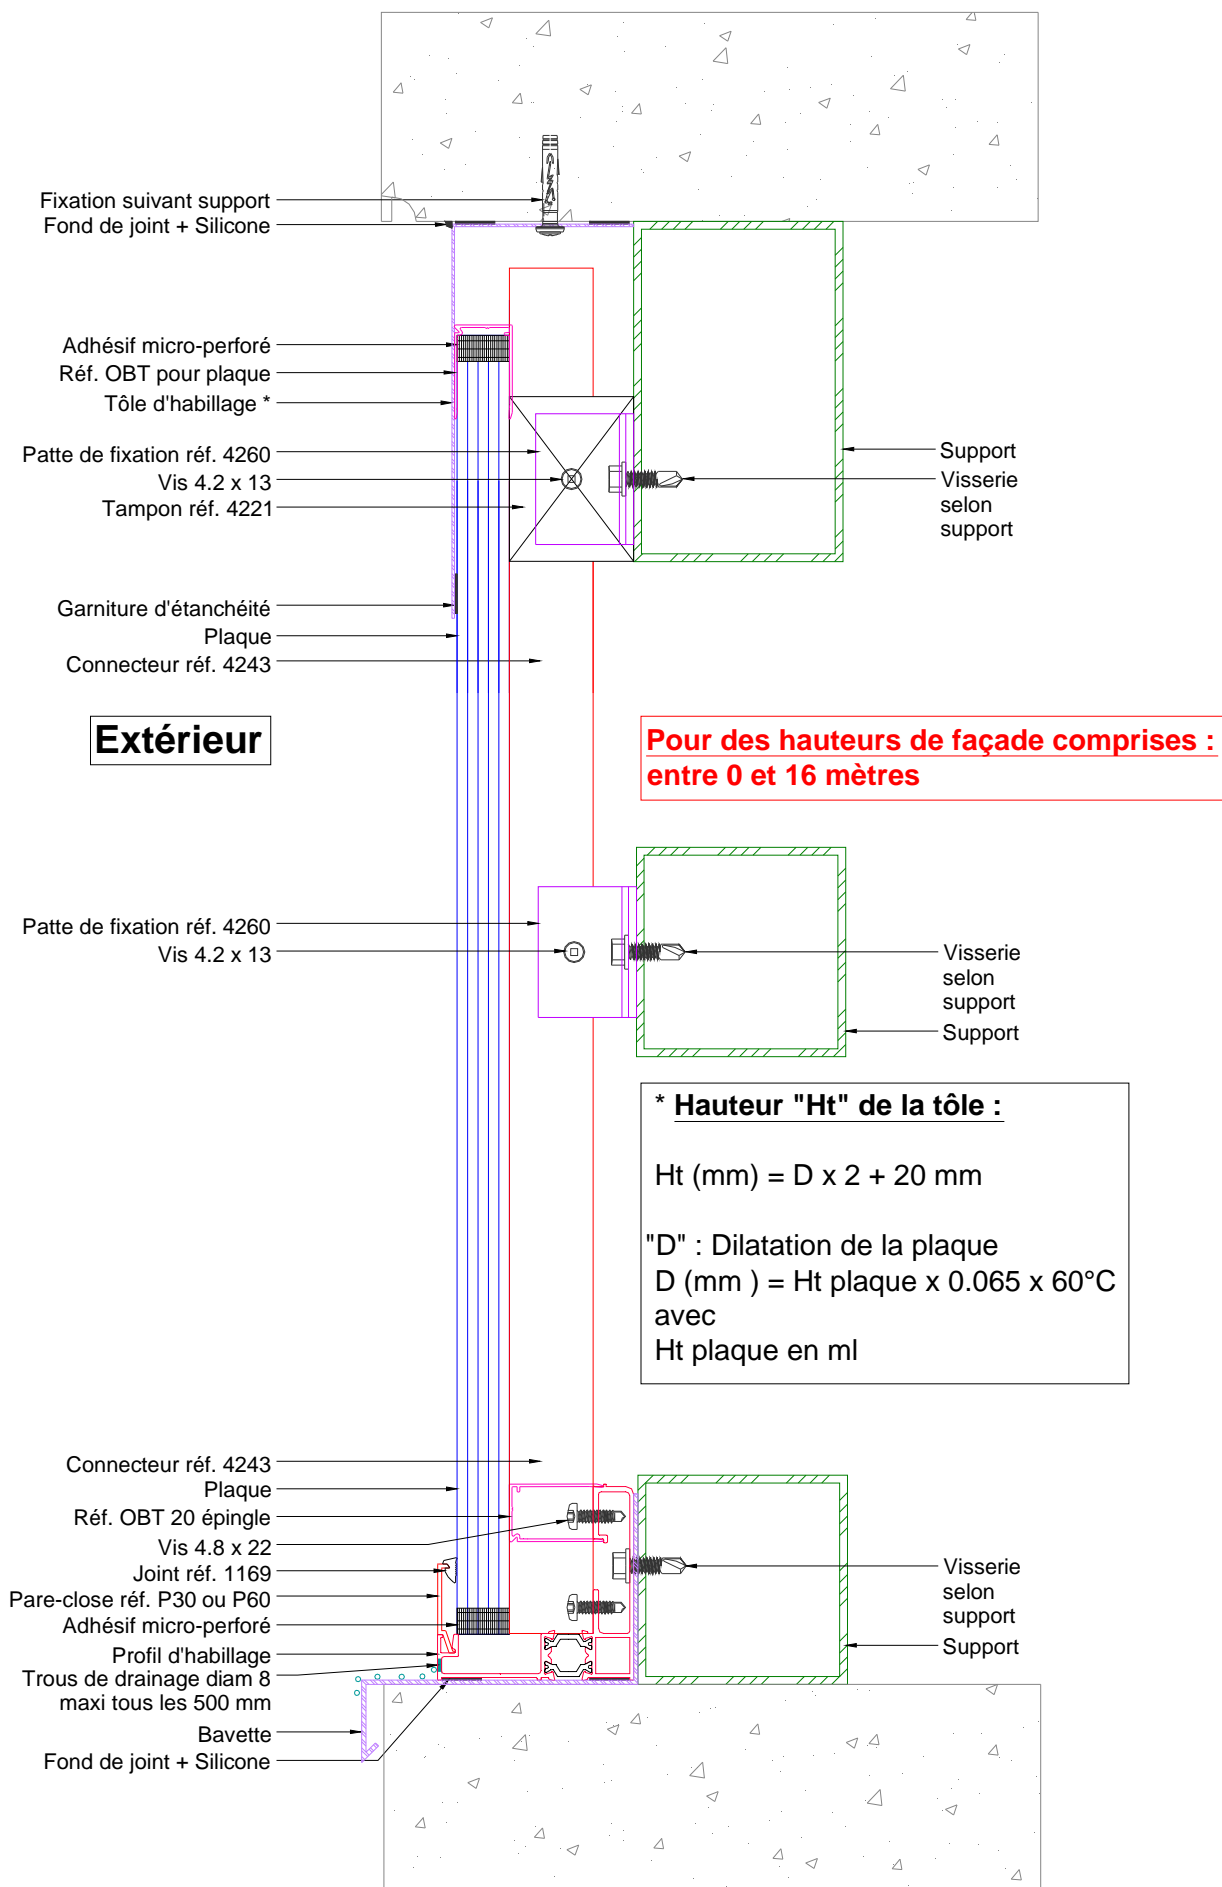 Fixation suivant support
Fond de joint + Silicone
Adhésif micro-perforé
Réf. OBT pour plaque
Tôle d'habillage *
Patte de fixation réf. 4260
Vis 4.2 x 13
Tampon réf. 4221
Support
Visserie
selon
support
Garniture d'étanchéité
Plaque
Connecteur réf. 4243
Extérieur
Pour des hauteurs de façade comprises :
entre 0 et 16 mètres
Patte de fixation réf. 4260
Vis 4.2 x 13
Visserie
selon
support
Support
* Hauteur "Ht" de la tôle :
Ht (mm) = D x 2 + 20 mm
"D" : Dilatation de la plaque
D (mm ) = Ht plaque x 0.065 x 60°C
avec
Ht plaque en ml
Connecteur réf. 4243
Plaque
Réf. OBT 20 épingle
Vis 4.8 x 22
Joint réf. 1169
Pare-close réf. P30 ou P60
Adhésif micro-perforé
Profil d'habillage
Trous de drainage diam 8
maxi tous les 500 mm
Bavette
Fond de joint + Silicone
Visserie
selon
support
Support